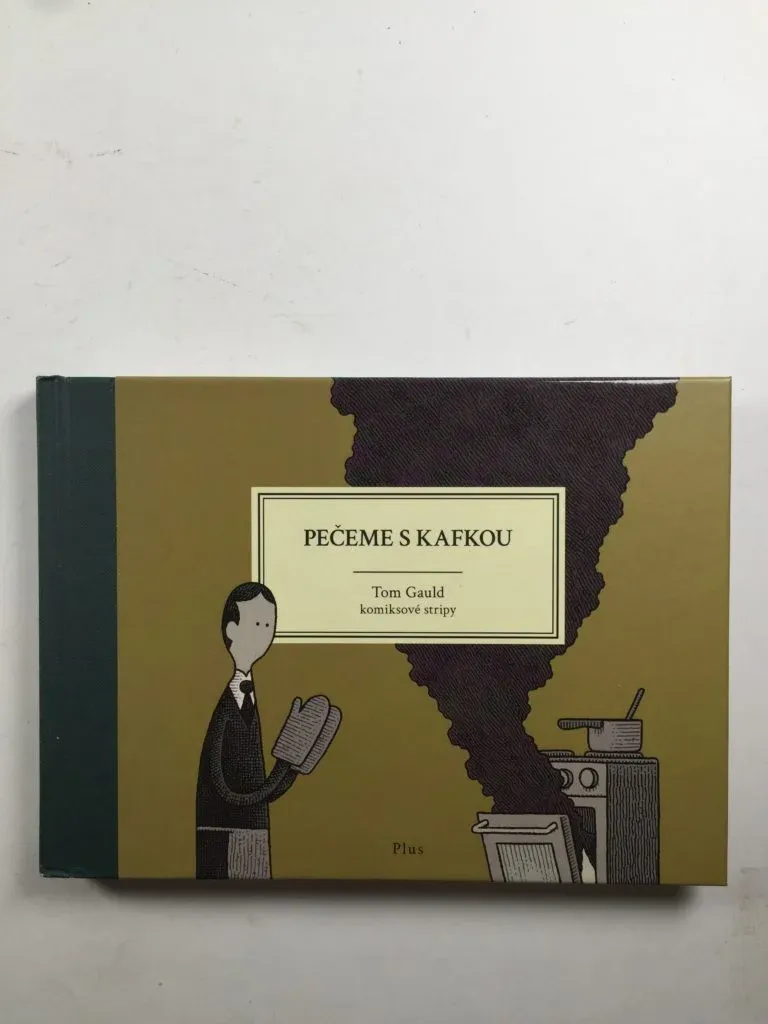 PEČEME S KAFKOU
Tom Gauld
komiksové stripy
Plus